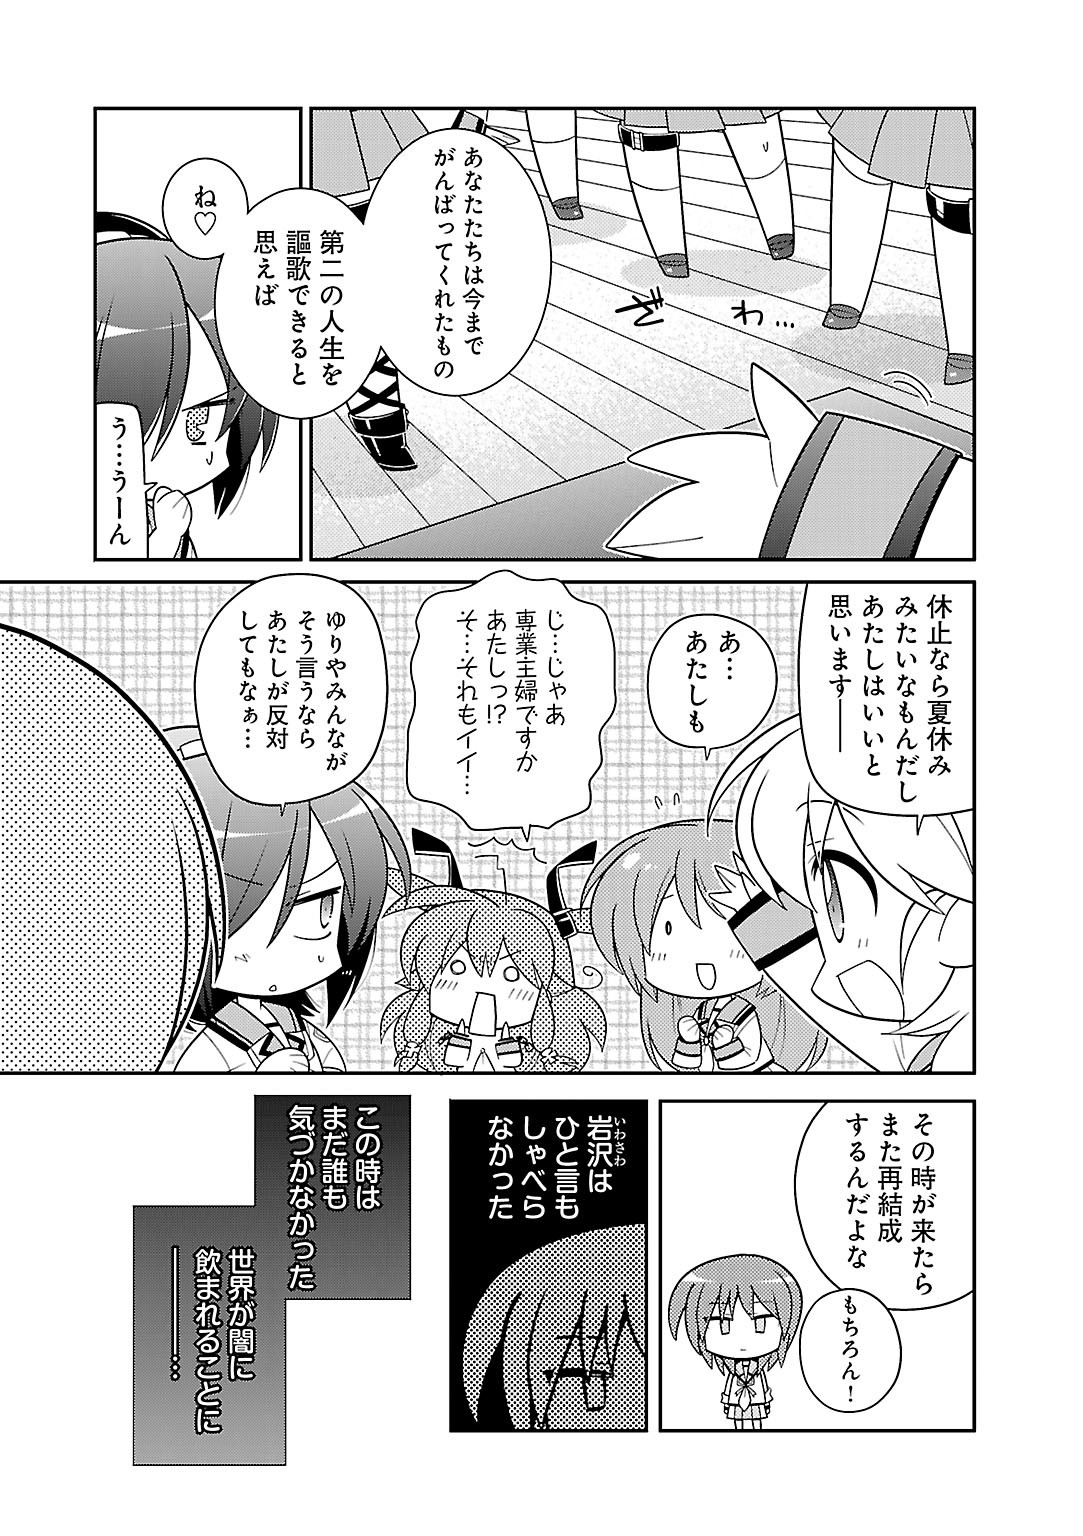 あなたたちは今まで
がんばってくれたもの
第二の人生を
謳歌できると
思えば
ぞ
わ…
ね♡
う…うーん
休止なら夏休み
みたいなもんだし
あたしはいいと
思います――
あ…
あたしも
じ…じゃあ
専業主婦ですか
あたしっ!?
そ…それもイイ…
ゆりやみんなが
そう言うなら
あたしが反対
してもなぁ…
その時が来たら
また再結成
するんだよな
もちろん!
いわさわ
岩沢は
ひと言も
しゃべら
なかった
この時は
まだ誰も
気づかなかった
世界が闇に
飲まれることに
―――…